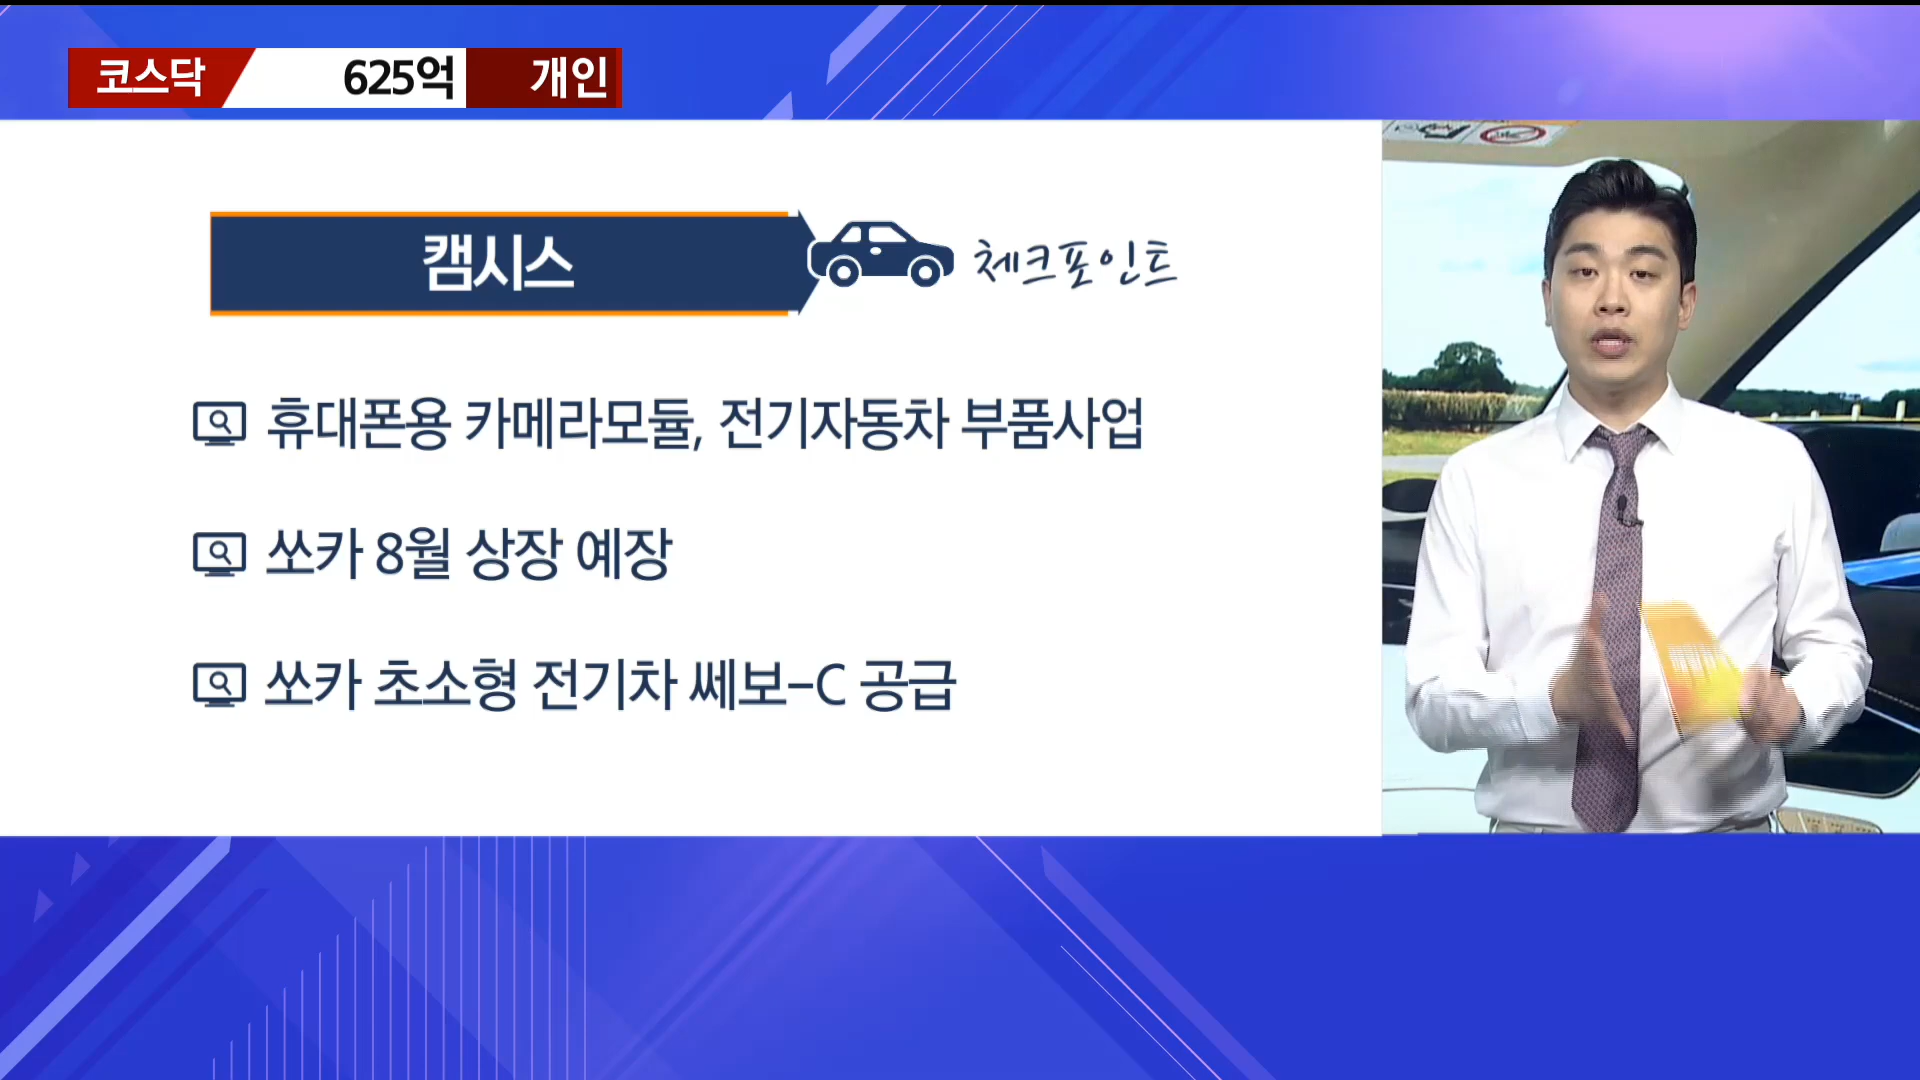 코스닥 625억 개인
캠시스 체크포인트
휴대폰용 카메라모듈, 전기자동차 부품사업
쏘카 8월 상장 예장
쏘카 초소형 전기차 쎄보-C 공급